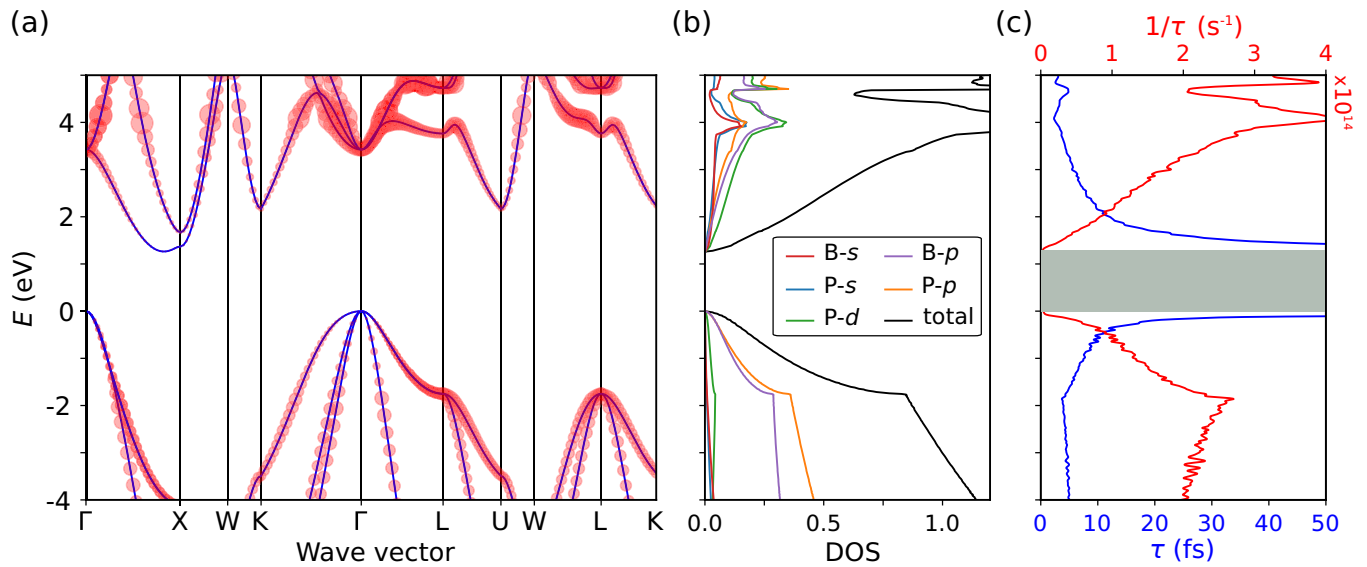 (a)
E (eV)
4
2
0
-2
-4
Γ X W K Γ L U W L K
Wave vector
(b)
B-s B-p
P-s P-p
P-d total
0.0 0.5 1.0
DOS
(c)
1/τ (s⁻¹)
0 1 2 3 4
x10¹⁴
0 10 20 30 40 50
τ (fs)